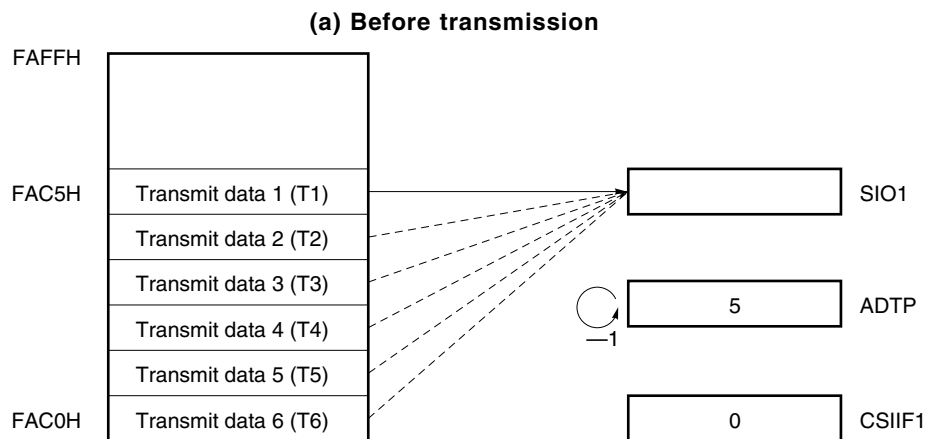 (a) Before transmission
FAFFH
FAC5H Transmit data 1 (T1) SIO1
Transmit data 2 (T2)
Transmit data 3 (T3)
5 ADTP
Transmit data 4 (T4)
—1
Transmit data 5 (T5)
FAC0H Transmit data 6 (T6) 0 CSIIF1